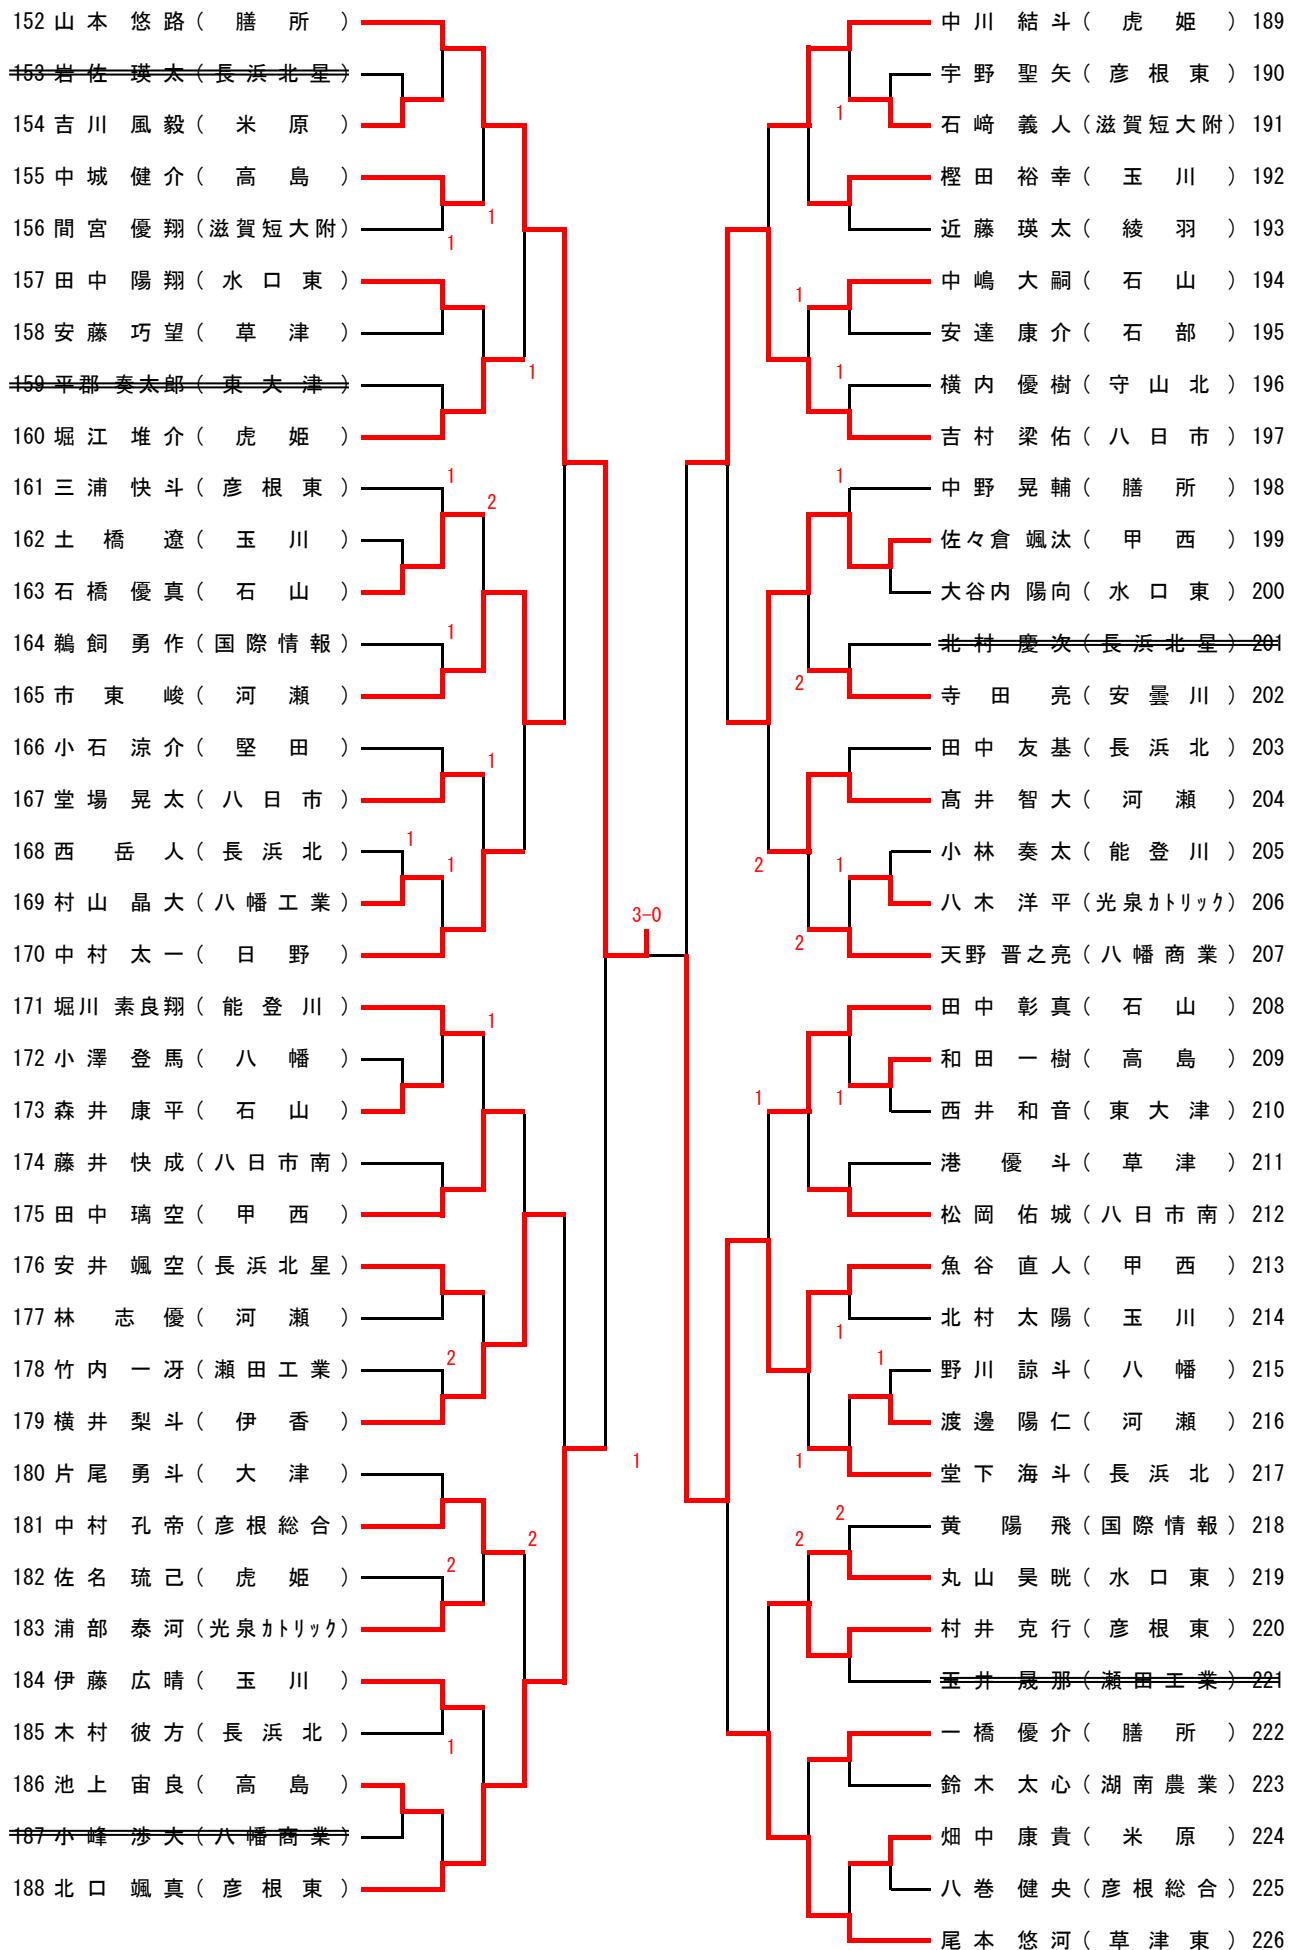 152 山本 悠路 ( 膳所 )
153 岩佐 瑛太 (長浜北星)
154 吉川 風毅 ( 米原 )
155 中城 健介 ( 高島 )
156 間宮 優翔 (滋賀短大附)
157 田中 陽翔 ( 水口東 )
158 安藤 巧望 ( 草津 )
159 平郡 奏太郎 ( 東大津 )
160 堀江 堆介 ( 虎姫 )
161 三浦 快斗 ( 彦根東 )
162 土橋 遼 ( 玉川 )
163 石橋 優真 ( 石山 )
164 鵜飼 勇作 (国際情報)
165 市東 峻 ( 河瀬 )
166 小石 涼介 ( 堅田 )
167 堂場 晃太 ( 八日市 )
168 西 岳人 ( 長浜北 )
169 村山 晶大 (八幡工業)
170 中村 太一 ( 日野 )
171 堀川 素良翔 ( 能登川 )
172 小澤 登馬 ( 八幡 )
173 森井 康平 ( 石山 )
174 藤井 快成 (八日市南)
175 田中 璃空 ( 甲西 )
176 安井 颯空 (長浜北星)
177 林 志優 ( 河瀬 )
178 竹内 一冴 (瀬田工業)
179 横井 梨斗 ( 伊香 )
180 片尾 勇斗 ( 大津 )
181 中村 孔帝 (彦根総合)
182 佐名 琉己 ( 虎姫 )
183 浦部 泰河 (光泉カトリック)
184 伊藤 広晴 ( 玉川 )
185 木村 彼方 ( 長浜北 )
186 池上 宙良 ( 高島 )
187 小峰 渉大 (八幡商業)
188 北口 颯真 ( 彦根東 )
1
1
1
1
2
1
1
1
1
1
2
2
2
1
1
3-0
中川 結斗 ( 虎姫 ) 189
宇野 聖矢 ( 彦根東 ) 190
石﨑 義人 (滋賀短大附) 191
樫田 裕幸 ( 玉川 ) 192
近藤 瑛太 ( 綾羽 ) 193
中嶋 大嗣 ( 石山 ) 194
安達 康介 ( 石部 ) 195
横内 優樹 ( 守山北 ) 196
吉村 梁佑 ( 八日市 ) 197
中野 晃輔 ( 膳所 ) 198
佐々倉 颯汰 ( 甲西 ) 199
大谷内 陽向 ( 水口東 ) 200
北村 慶次 (長浜北星) 201
寺田 亮 ( 安曇川 ) 202
田中 友基 ( 長浜北 ) 203
髙井 智大 ( 河瀬 ) 204
小林 奏太 ( 能登川 ) 205
八木 洋平 (光泉カトリック) 206
天野 晋之亮 (八幡商業) 207
田中 彰真 ( 石山 ) 208
和田 一樹 ( 高島 ) 209
西井 和音 ( 東大津 ) 210
港 優斗 ( 草津 ) 211
松岡 佑城 (八日市南) 212
魚谷 直人 ( 甲西 ) 213
北村 太陽 ( 玉川 ) 214
野川 諒斗 ( 八幡 ) 215
渡邊 陽仁 ( 河瀬 ) 216
堂下 海斗 ( 長浜北 ) 217
黄 陽飛 (国際情報) 218
丸山 昊晄 ( 水口東 ) 219
村井 克行 ( 彦根東 ) 220
玉井 晟那 (瀬田工業) 221
一橋 優介 ( 膳所 ) 222
鈴木 太心 (湖南農業) 223
畑中 康貴 ( 米原 ) 224
八巻 健央 (彦根総合) 225
尾本 悠河 ( 草津東 ) 226
1
1
1
1
2
2
1
2
1
1
1
1
1
2
2